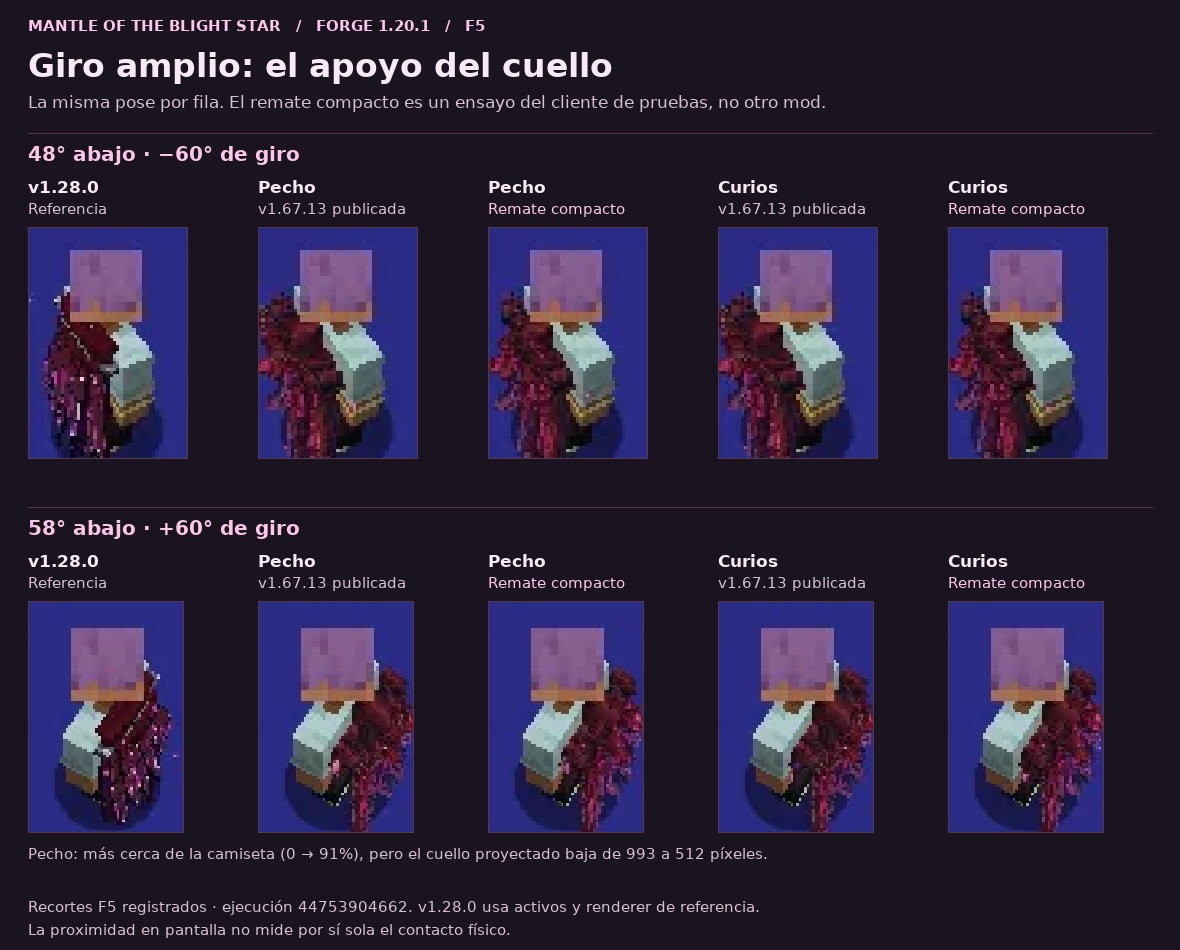 MANTLE OF THE BLIGHT STAR / FORGE 1.20.1 / F5
Giro amplio: el apoyo del cuello
La misma pose por fila. El remate compacto es un ensayo del cliente de pruebas, no otro mod.
48° abajo · −60° de giro
v1.28.0 Pecho Pecho Curios Curios
Referencia v1.67.13 publicada Remate compacto v1.67.13 publicada Remate compacto
58° abajo · +60° de giro
v1.28.0 Pecho Pecho Curios Curios
Referencia v1.67.13 publicada Remate compacto v1.67.13 publicada Remate compacto
Pecho: más cerca de la camiseta (0 → 91%), pero el cuello proyectado baja de 993 a 512 píxeles.
Recortes F5 registrados · ejecución 44753904662. v1.28.0 usa activos y renderer de referencia.
La proximidad en pantalla no mide por sí sola el contacto físico.